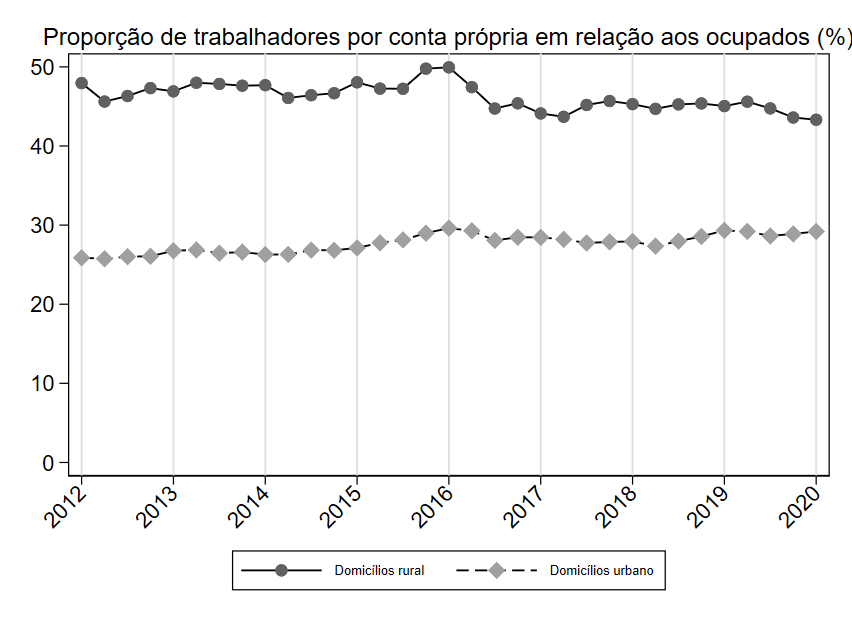 Proporção de trabalhadores por conta própria em relação aos ocupados (%)
50
40
30
20
10
0
2012 2013 2014 2015 2016 2017 2018 2019 2020
Domicílios rural Domicílios urbano